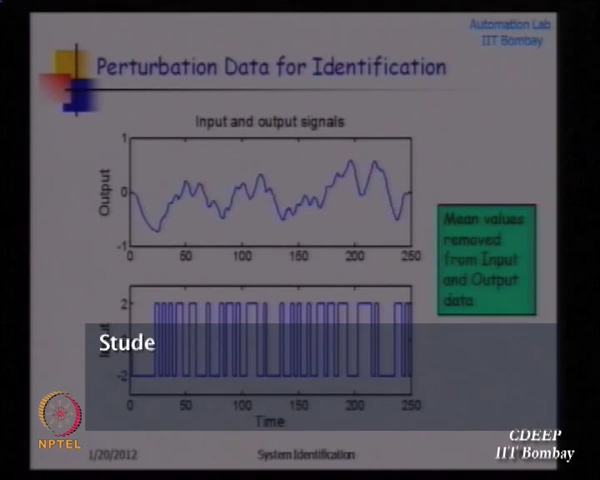 Automation Lab
IIT Bombay
Perturbation Data for Identification
Input and output signals
1
0
-1
Output
0 50 100 150 200 250
Mean values
removed
from Input
and Output
data
2
-2
Stude
0 50 100 150 200 250
Time
NPTEL
1/20/2012
System Identification
CDEEP
IIT Bombay